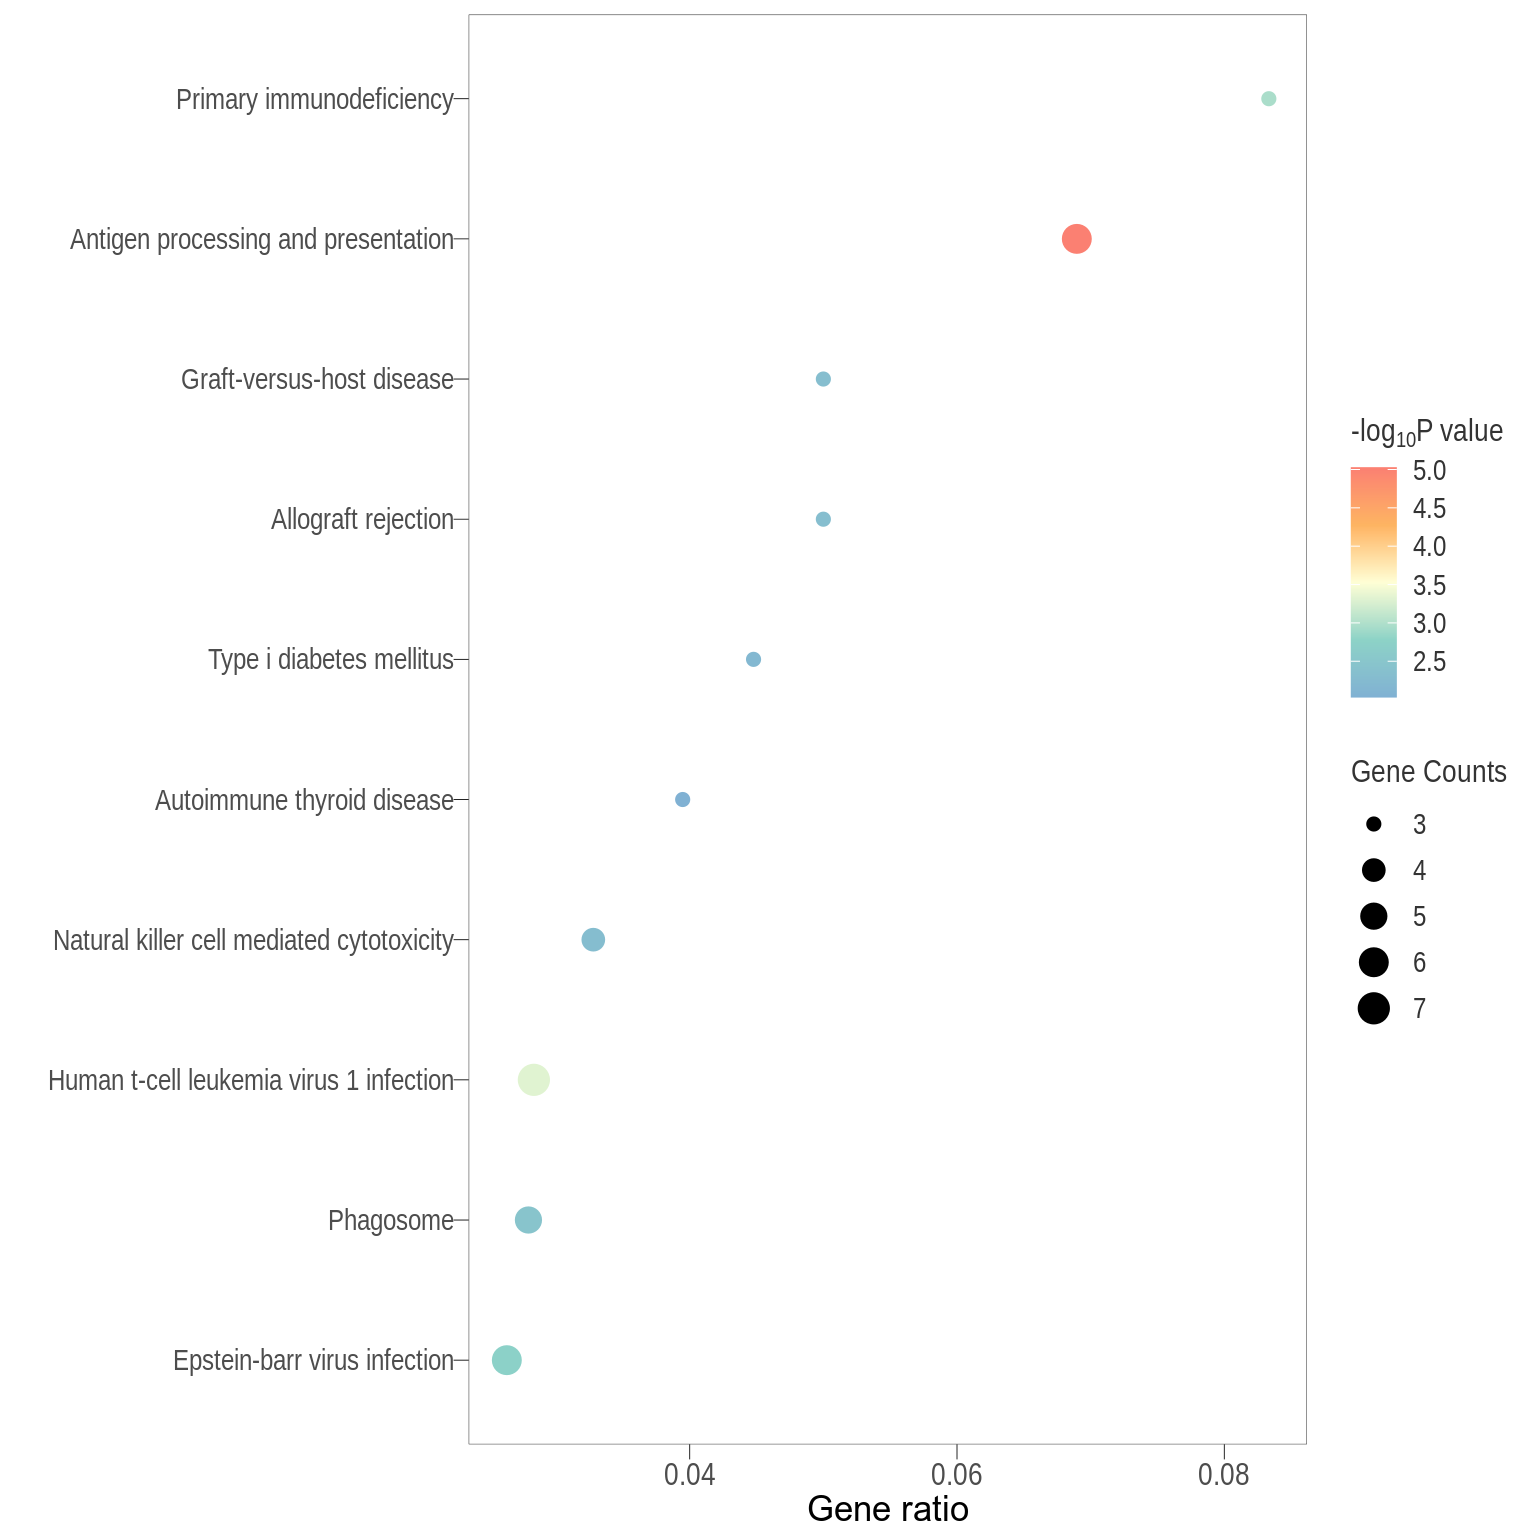 Primary immunodeficiency
Antigen processing and presentation
Graft-versus-host disease
Allograft rejection
Type i diabetes mellitus
Autoimmune thyroid disease
Natural killer cell mediated cytotoxicity
Human t-cell leukemia virus 1 infection
Phagosome
Epstein-barr virus infection
0.04 0.06 0.08
Gene ratio
-log₁₀P value
5.0
4.5
4.0
3.5
3.0
2.5
Gene Counts
3
4
5
6
7